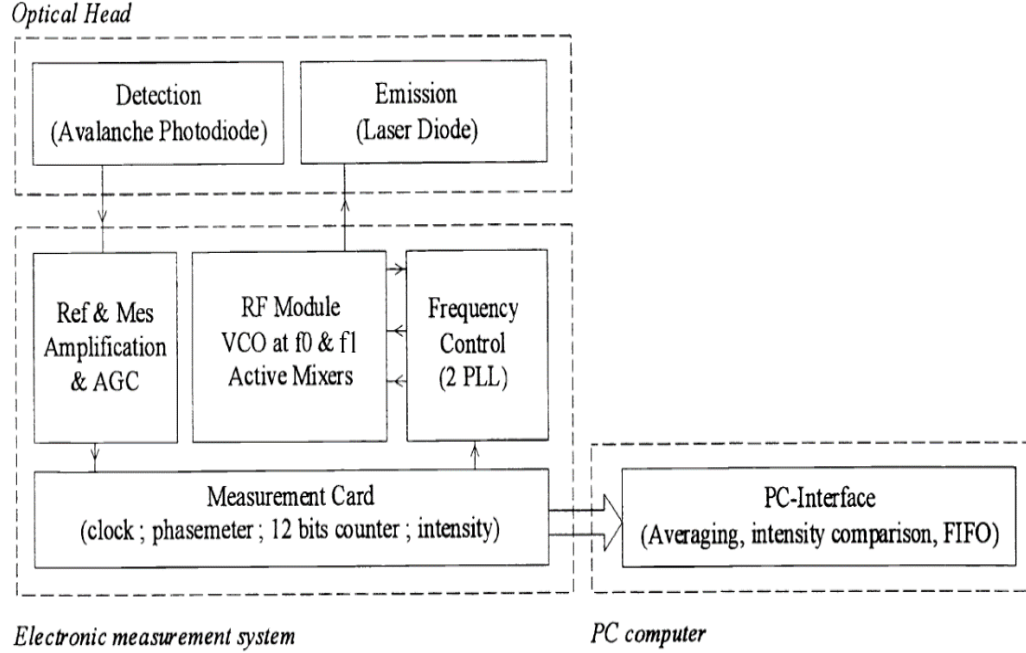 Optical Head
Detection
(Avalanche Photodiode)
Emission
(Laser Diode)
Ref & Mes
Amplification
& AGC
RF Module
VCO at f0 & f1
Active Mixers
Frequency
Control
(2 PLL)
Measurement Card
(clock ; phasemeter ; 12 bits counter ; intensity)
PC-Interface
(Averaging, intensity comparison, FIFO)
Electronic measurement system
PC computer